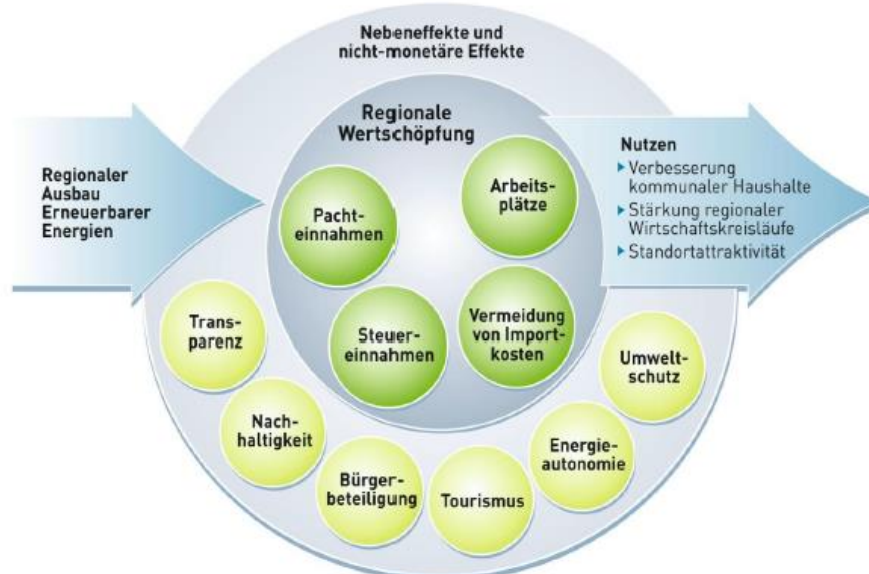 Nebeneffekte und
nicht-monetäre Effekte
Regionale
Wertschöpfung
Regionaler
Ausbau
Erneuerbarer
Energien
Pacht-
einnahmen
Arbeits-
plätze
Steuer-
einnahmen
Vermeidung
von Import-
kosten
Nutzen
Verbesserung
kommunaler Haushalte
Stärkung regionaler
Wirtschaftskreisläufe
Standortattraktivität
Trans-
parenz
Nach-
haltigkeit
Bürger-
beteiligung
Tourismus
Energie-
autonomie
Umwelt-
schutz